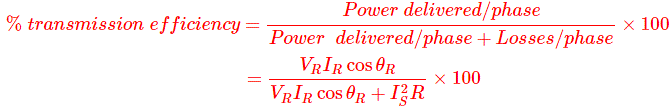 % transmission efficiency = Power delivered/phase / Power delivered/phase + Losses/phase × 100
= V_R I_R cos θ_R / V_R I_R cos θ_R + I_S^2 R × 100